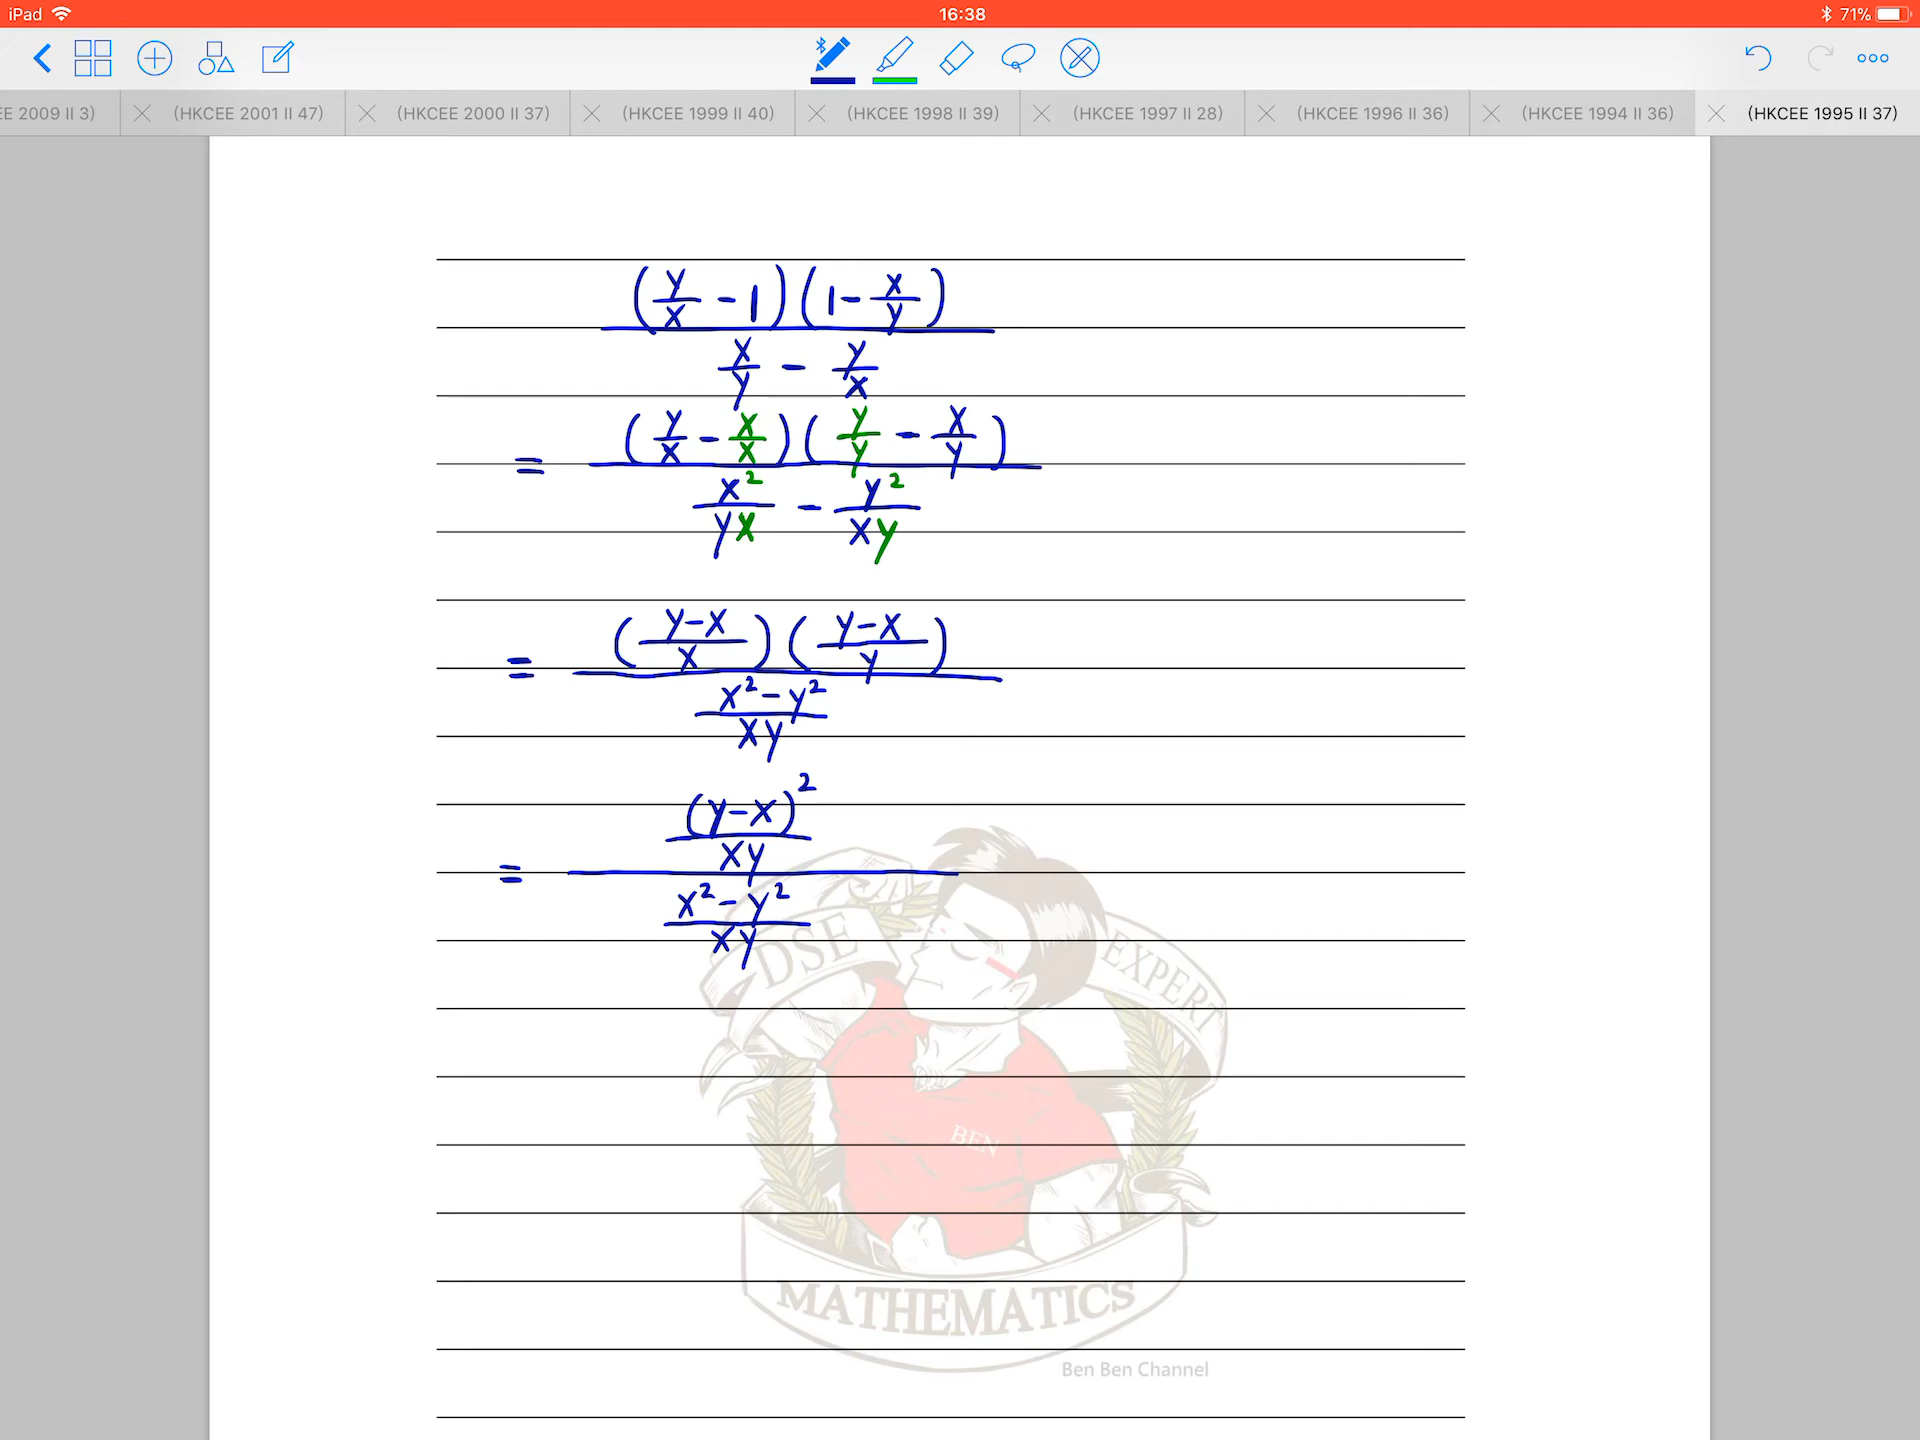 iPad 16:38 71%
E 2009 II 3) (HKCEE 2001 II 47) (HKCEE 2000 II 37) (HKCEE 1999 II 40) (HKCEE 1998 II 39) (HKCEE 1997 II 28) (HKCEE 1996 II 36) (HKCEE 1994 II 36) (HKCEE 1995 II 37)
(y/x - 1)(1 - x/y)
x/y - y/x
= (y/x - x/x)(y/y - x/y)
x²/yx - y²/xy
= ((y-x)/x)((y-x)/y)
(x²-y²)/xy
= (y-x)²/xy
(x²-y²)/xy
DSE EXPERT
BEN
MATHEMATICS
Ben Ben Channel